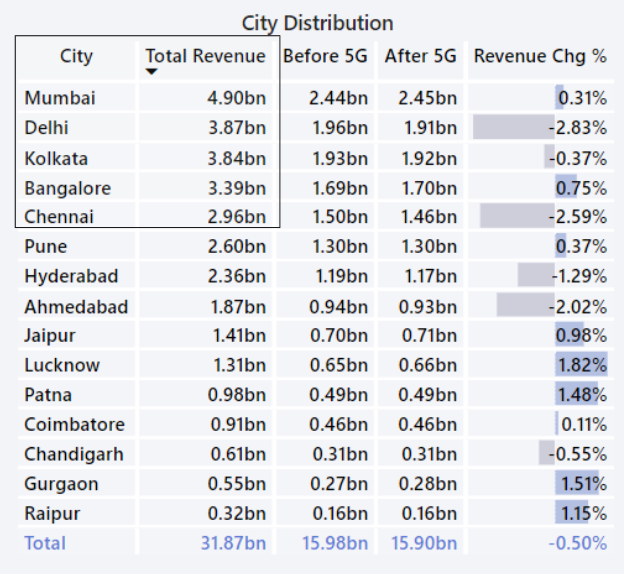 City Distribution
City Total Revenue Before 5G After 5G Revenue Chg %
Mumbai 4.90bn 2.44bn 2.45bn 0.31%
Delhi 3.87bn 1.96bn 1.91bn -2.83%
Kolkata 3.84bn 1.93bn 1.92bn -0.37%
Bangalore 3.39bn 1.69bn 1.70bn 0.75%
Chennai 2.96bn 1.50bn 1.46bn -2.59%
Pune 2.60bn 1.30bn 1.30bn 0.37%
Hyderabad 2.36bn 1.19bn 1.17bn -1.29%
Ahmedabad 1.87bn 0.94bn 0.93bn -2.02%
Jaipur 1.41bn 0.70bn 0.71bn 0.98%
Lucknow 1.31bn 0.65bn 0.66bn 1.82%
Patna 0.98bn 0.49bn 0.49bn 1.48%
Coimbatore 0.91bn 0.46bn 0.46bn 0.11%
Chandigarh 0.61bn 0.31bn 0.31bn -0.55%
Gurgaon 0.55bn 0.27bn 0.28bn 1.51%
Raipur 0.32bn 0.16bn 0.16bn 1.15%
Total 31.87bn 15.98bn 15.90bn -0.50%